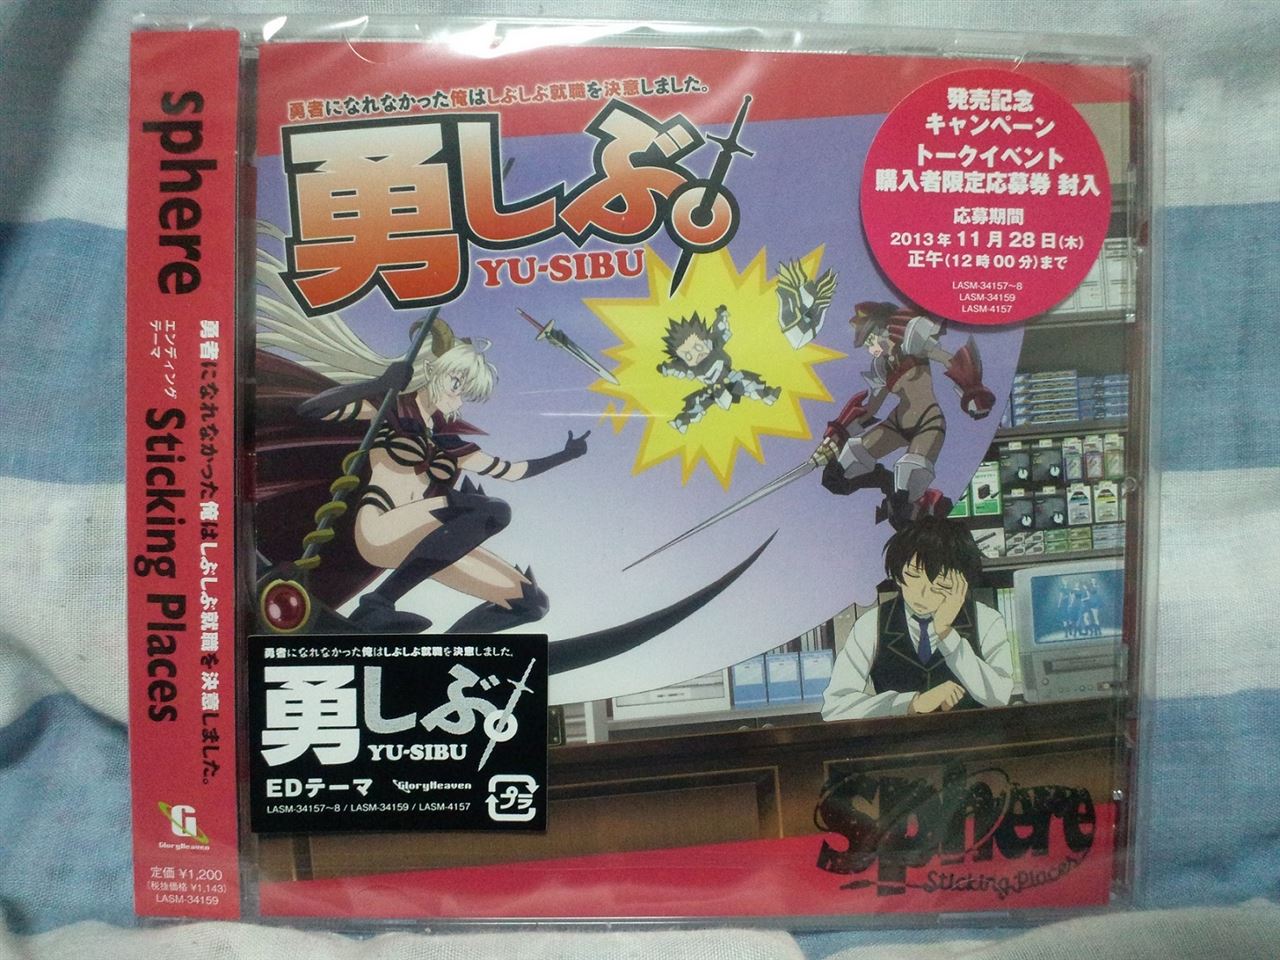 sphere
勇者になれなかった俺はしぶしぶ就職を決意しました。
エンディング
テーマ
Sticking Places
GloryHeaven
定価 ¥1,200
(税抜価格 ¥1,143)
LASM-34159
勇者になれなかった俺はしぶしぶ就職を決意しました。
勇しぶ。
YU-SIBU
発売記念
キャンペーン
トークイベント
購入者限定応募券 封入
応募期間
2013年11月28日(木)
正午(12時00分)まで
LASM-34157〜8
LASM-34159
LASM-4157
勇者になれなかった俺はしぶしぶ就職を決意しました。
勇しぶ。
YU-SIBU
EDテーマ
GloryHeaven
プラ
LASM-34157〜8 / LASM-34159 / LASM-4157
Sphere
Sticking Places